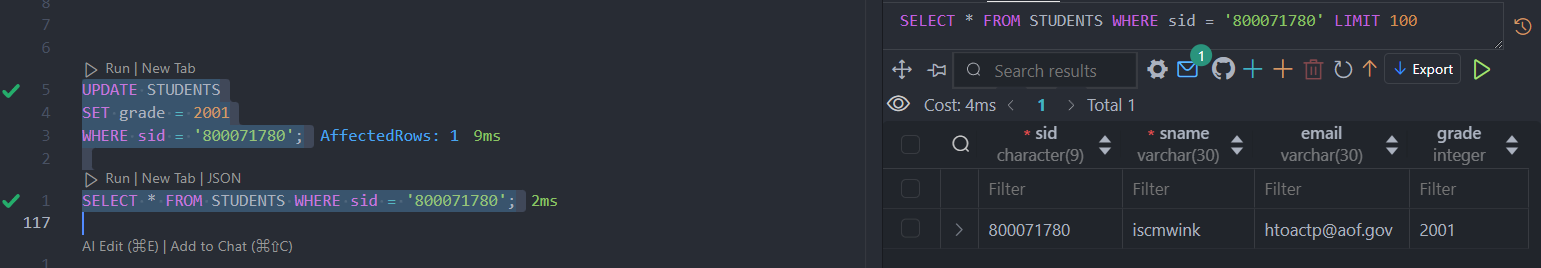 8
7
6
Run | New Tab
5 UPDATE STUDENTS
4 SET grade = 2001
3 WHERE sid = '800071780'; AffectedRows: 1 9ms
2
Run | New Tab | JSON
1 SELECT * FROM STUDENTS WHERE sid = '800071780'; 2ms
117
AI Edit (⌘E) | Add to Chat (⌘⇧C)
1
SELECT * FROM STUDENTS WHERE sid = '800071780' LIMIT 100
Search results 1 Export
Cost: 4ms < 1 > Total 1
* sid * sname email grade
character(9) varchar(30) varchar(30) integer
Filter Filter Filter Filter
800071780 iscmwink htoactp@aof.gov 2001